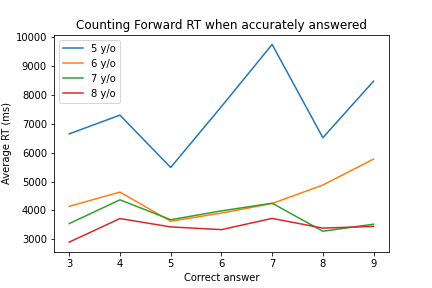 Counting Forward RT when accurately answered
Average RT (ms)
10000
9000
8000
7000
6000
5000
4000
3000
5 y/o
6 y/o
7 y/o
8 y/o
3 4 5 6 7 8 9
Correct answer